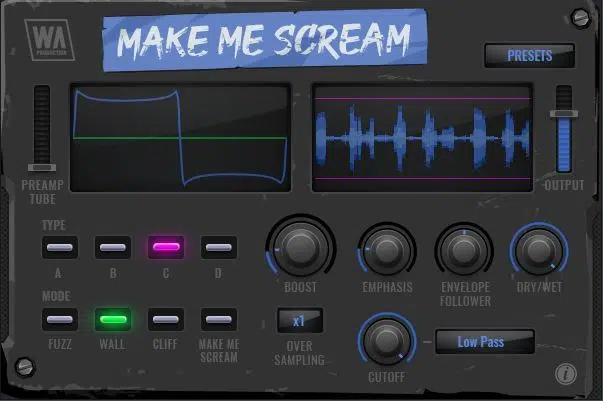 WA
PRODUCTION
MAKE ME SCREAM
PRESETS
PREAMP
TUBE
OUTPUT
TYPE
A
B
C
D
BOOST
EMPHASIS
ENVELOPE
FOLLOWER
DRY/WET
MODE
FUZZ
WALL
CLIFF
MAKE ME
SCREAM
x1
OVER
SAMPLING
CUTOFF
Low Pass
i